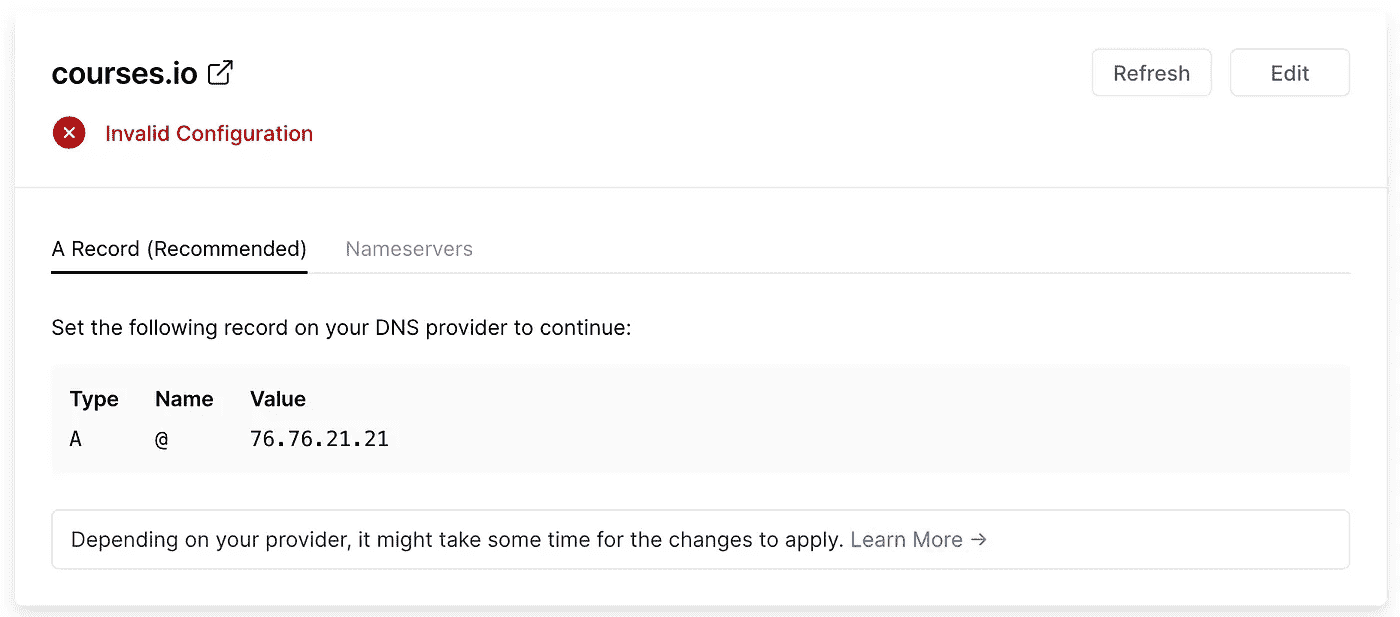 courses.io
Refresh
Edit
Invalid Configuration
A Record (Recommended)
Nameservers
Set the following record on your DNS provider to continue:
Type Name Value
A @ 76.76.21.21
Depending on your provider, it might take some time for the changes to apply. Learn More →